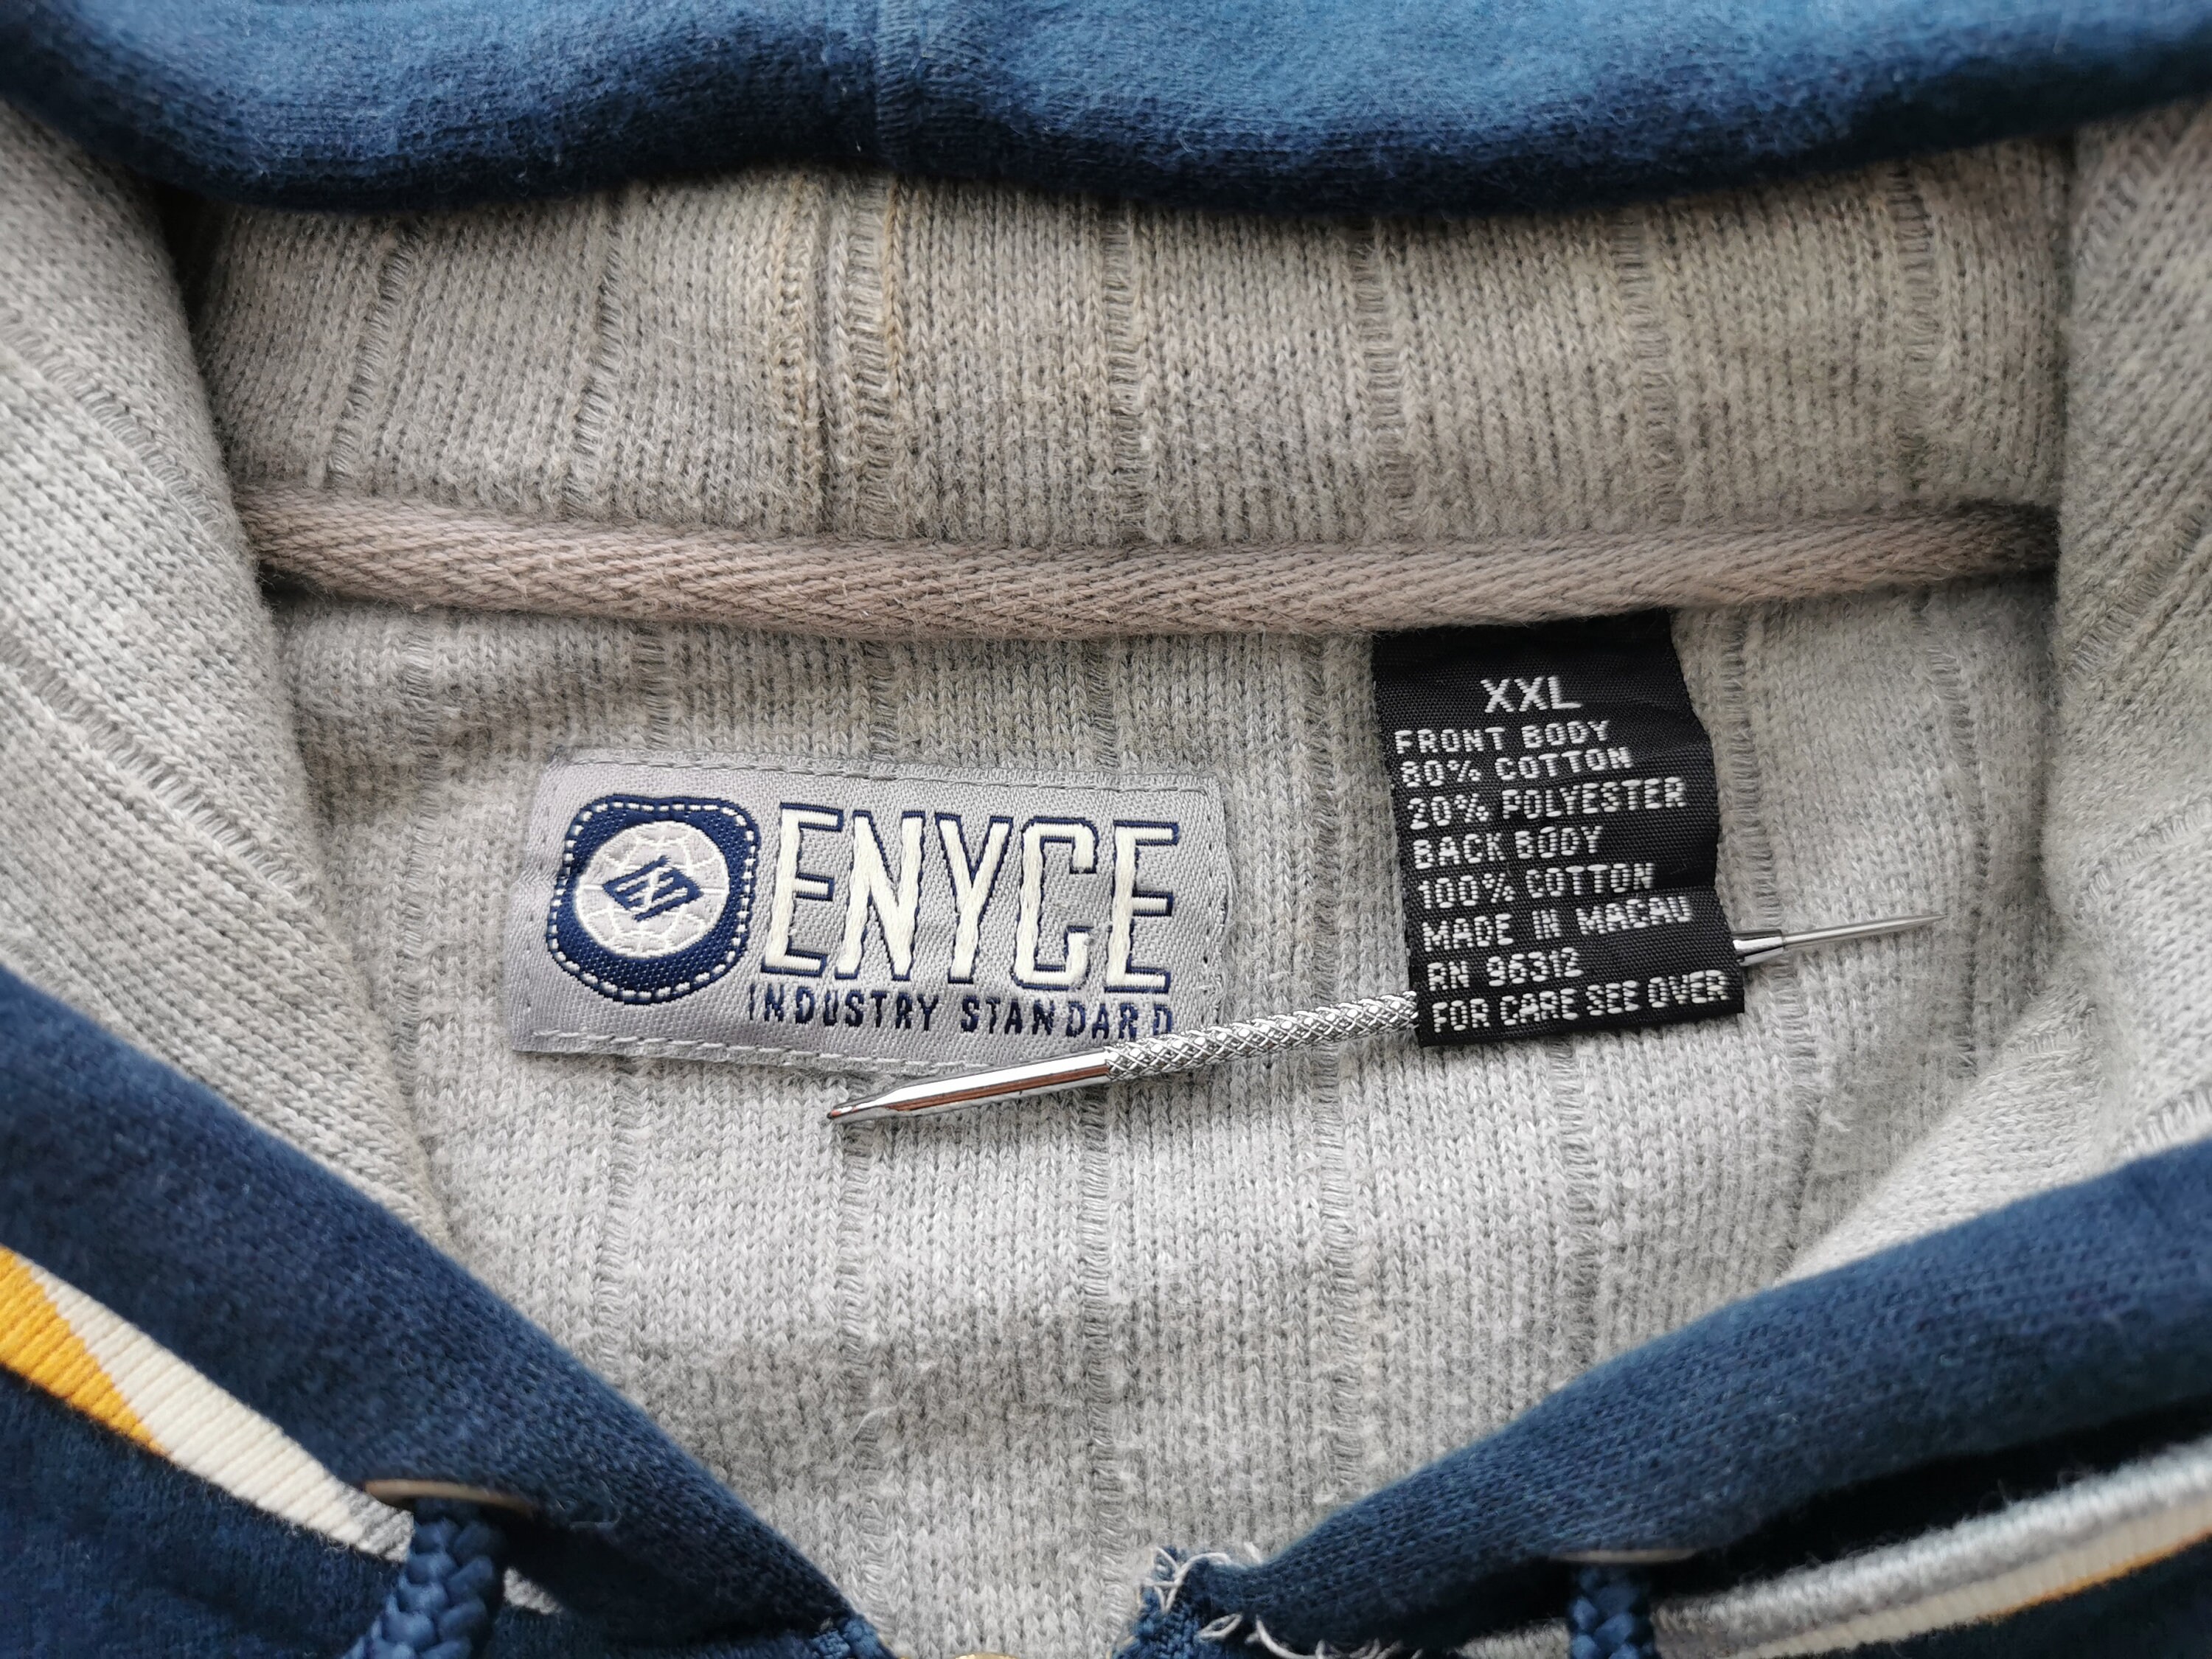 ENYCE
INDUSTRY STANDARD
XXL
FRONT BODY
80% COTTON
20% POLYESTER
BACK BODY
100% COTTON
MADE IN MACAU
RN 96312
FOR CARE SEE OVER